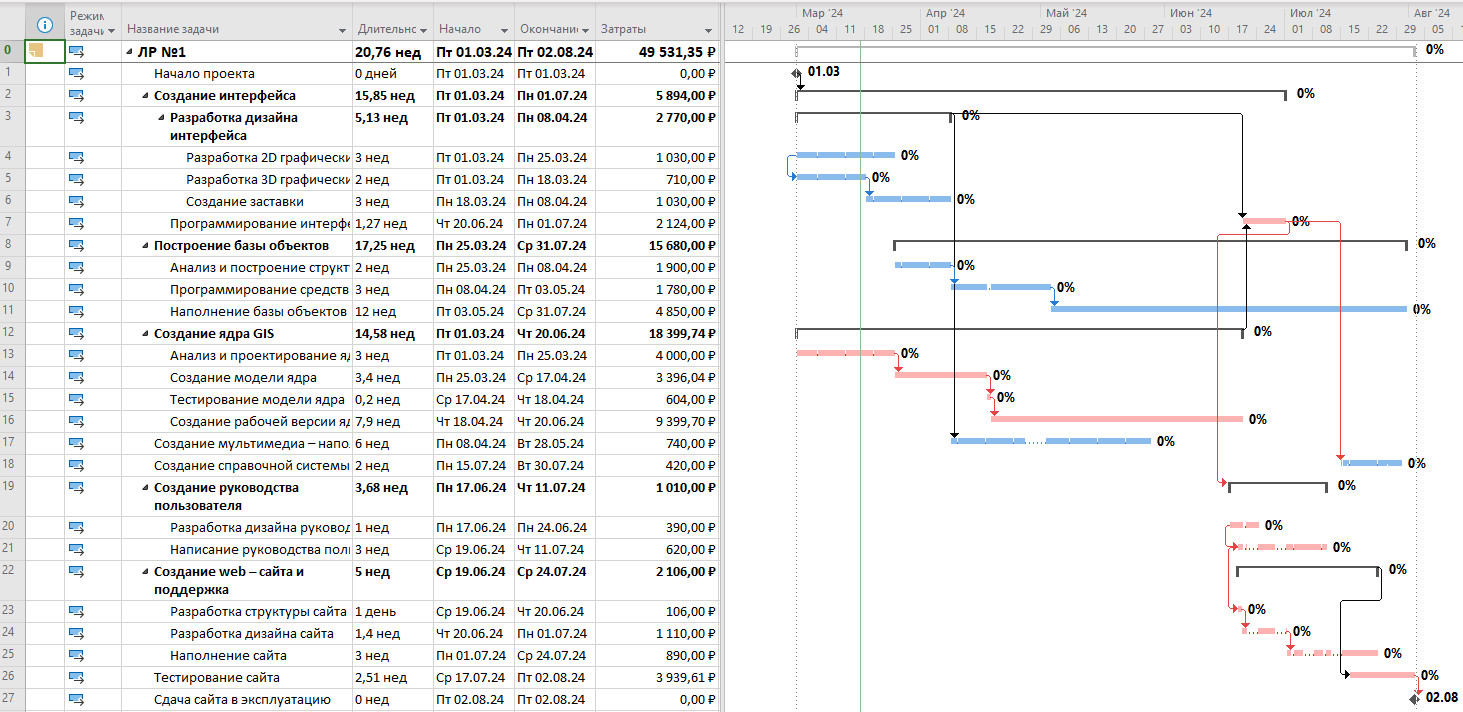 Режим задачи Название задачи Длительно Начало Окончани Затраты
Мар '24 Апр '24 Май '24 Июн '24 Июл '24 Авг '24
12 19 26 04 11 18 25 01 08 15 22 29 06 13 20 27 03 10 17 24 01 08 15 22 29 05
0 ЛР №1 20,76 нед Пт 01.03.24 Пт 02.08.24 49 531,35 ₽ 0%
1 Начало проекта 0 дней Пт 01.03.24 Пт 01.03.24 0,00 ₽ 01.03
2 Создание интерфейса 15,85 нед Пт 01.03.24 Пн 01.07.24 5 894,00 ₽ 0%
3 Разработка дизайна 5,13 нед Пт 01.03.24 Пн 08.04.24 2 770,00 ₽ 0%
интерфейса
4 Разработка 2D графически 3 нед Пт 01.03.24 Пн 25.03.24 1 030,00 ₽ 0%
5 Разработка 3D графически 2 нед Пт 01.03.24 Пн 18.03.24 710,00 ₽ 0%
6 Создание заставки 3 нед Пн 18.03.24 Пн 08.04.24 1 030,00 ₽ 0%
7 Программирование интерфе 1,27 нед Чт 20.06.24 Пн 01.07.24 2 124,00 ₽ 0%
8 Построение базы объектов 17,25 нед Пн 25.03.24 Ср 31.07.24 15 680,00 ₽ 0%
9 Анализ и построение структ 2 нед Пн 25.03.24 Пн 08.04.24 1 900,00 ₽ 0%
10 Программирование средств 3 нед Пн 08.04.24 Пт 03.05.24 1 780,00 ₽ 0%
11 Наполнение базы объектов 12 нед Пт 03.05.24 Ср 31.07.24 4 850,00 ₽ 0%
12 Создание ядра GIS 14,58 нед Пт 01.03.24 Чт 20.06.24 18 399,74 ₽ 0%
13 Анализ и проектирование яд 3 нед Пт 01.03.24 Пн 25.03.24 4 000,00 ₽ 0%
14 Создание модели ядра 3,4 нед Пн 25.03.24 Ср 17.04.24 3 396,04 ₽ 0%
15 Тестирование модели ядра 0,2 нед Ср 17.04.24 Чт 18.04.24 604,00 ₽ 0%
16 Создание рабочей версии яд 7,9 нед Чт 18.04.24 Чт 20.06.24 9 399,70 ₽ 0%
17 Создание мультимедиа – напо. 6 нед Пн 08.04.24 Вт 28.05.24 740,00 ₽ 0%
18 Создание справочной системы 2 нед Пн 15.07.24 Вт 30.07.24 420,00 ₽ 0%
19 Создание руководства 3,68 нед Пн 17.06.24 Чт 11.07.24 1 010,00 ₽ 0%
пользователя
20 Разработка дизайна руковод 1 нед Пн 17.06.24 Пн 24.06.24 390,00 ₽ 0%
21 Написание руководства пол 3 нед Ср 19.06.24 Чт 11.07.24 620,00 ₽ 0%
22 Создание web – сайта и 5 нед Ср 19.06.24 Ср 24.07.24 2 106,00 ₽ 0%
поддержка
23 Разработка структуры сайта 1 день Ср 19.06.24 Чт 20.06.24 106,00 ₽ 0%
24 Разработка дизайна сайта 1,4 нед Чт 20.06.24 Пн 01.07.24 1 110,00 ₽ 0%
25 Наполнение сайта 3 нед Пн 01.07.24 Ср 24.07.24 890,00 ₽ 0%
26 Тестирование сайта 2,51 нед Ср 17.07.24 Пт 02.08.24 3 939,61 ₽ 0%
27 Сдача сайта в эксплуатацию 0 нед Пт 02.08.24 Пт 02.08.24 0,00 ₽ 02.08